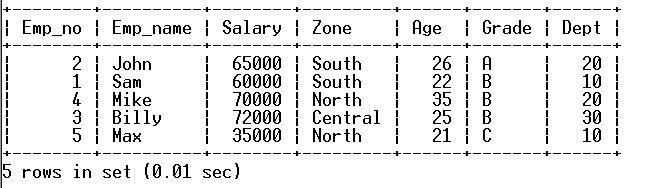 +--------+----------+--------+---------+------+-------+------+
| Emp_no | Emp_name | Salary | Zone    | Age  | Grade | Dept |
+--------+----------+--------+---------+------+-------+------+
|      2 | John     |  65000 | South   |   26 | A     |   20 |
|      1 | Sam      |  60000 | South   |   22 | B     |   10 |
|      4 | Mike     |  70000 | North   |   35 | B     |   20 |
|      3 | Billy    |  72000 | Central |   25 | B     |   30 |
|      5 | Max      |  35000 | North   |   21 | C     |   10 |
+--------+----------+--------+---------+------+-------+------+
5 rows in set (0.01 sec)